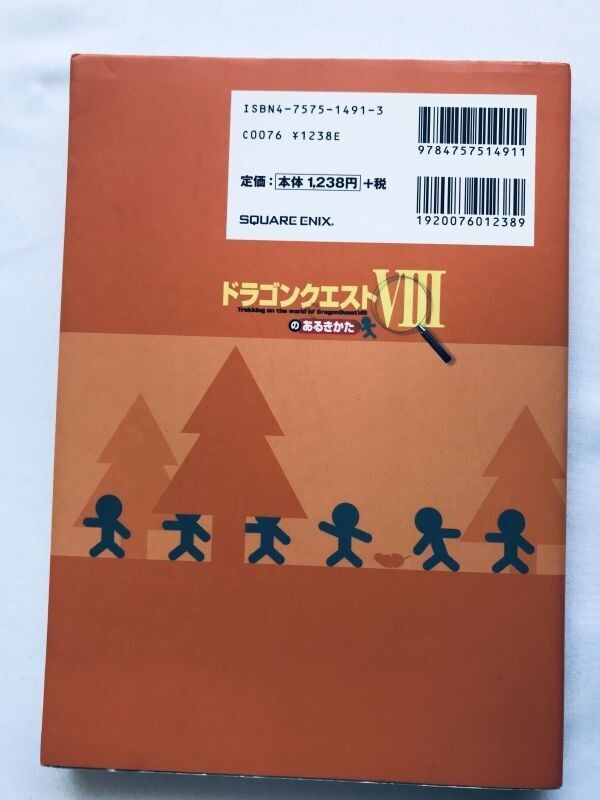 ISBN4-7575-1491-3
C0076 ¥1238E
9784757514911
定価：本体 1,238円+税
1920076012389
SQUARE ENIX®
ドラゴンクエストVIII
Trekking on the world of DragonQuestVIII
のあるきかた